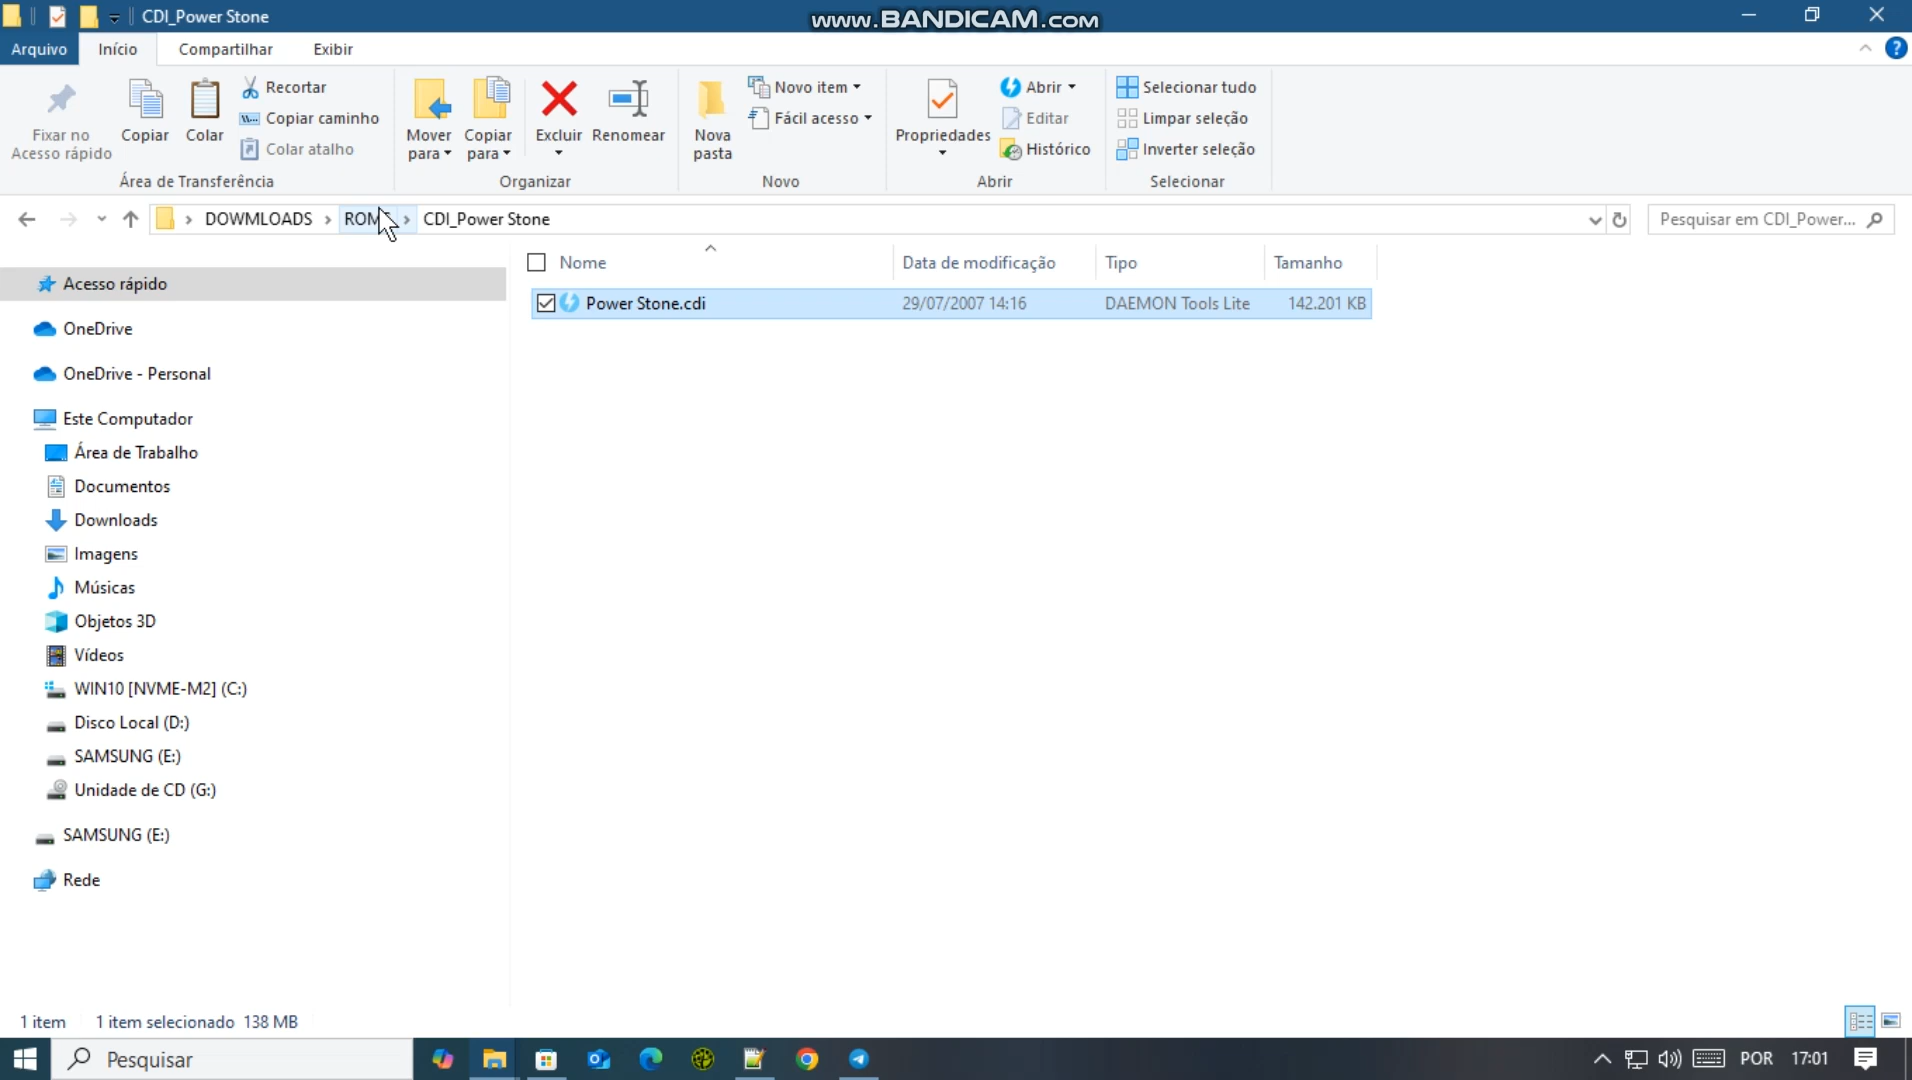 CDI_Power Stone
www.BANDICAM.com
Arquivo Início Compartilhar Exibir
Fixar no Acesso rápido
Copiar
Colar
Recortar
Copiar caminho
Colar atalho
Área de Transferência
Mover para
Copiar para
Excluir
Renomear
Organizar
Nova pasta
Novo item
Fácil acesso
Novo
Propriedades
Abrir
Editar
Histórico
Abrir
Selecionar tudo
Limpar seleção
Inverter seleção
Selecionar
DOWMLOADS > > CDI_Power Stone
Pesquisar em CDI_Power...
Nome Data de modificação Tipo Tamanho
Power Stone.cdi 29/07/2007 14:16 DAEMON Tools Lite 142.201 KB
Acesso rápido
OneDrive
OneDrive - Personal
Este Computador
Área de Trabalho
Documentos
Downloads
Imagens
Músicas
Objetos 3D
Vídeos
WIN10 [NVME-M2] (C:)
Disco Local (D:)
SAMSUNG (E:)
Unidade de CD (G:)
SAMSUNG (E:)
Rede
1 item 1 item selecionado 138 MB
Pesquisar
POR 17:01